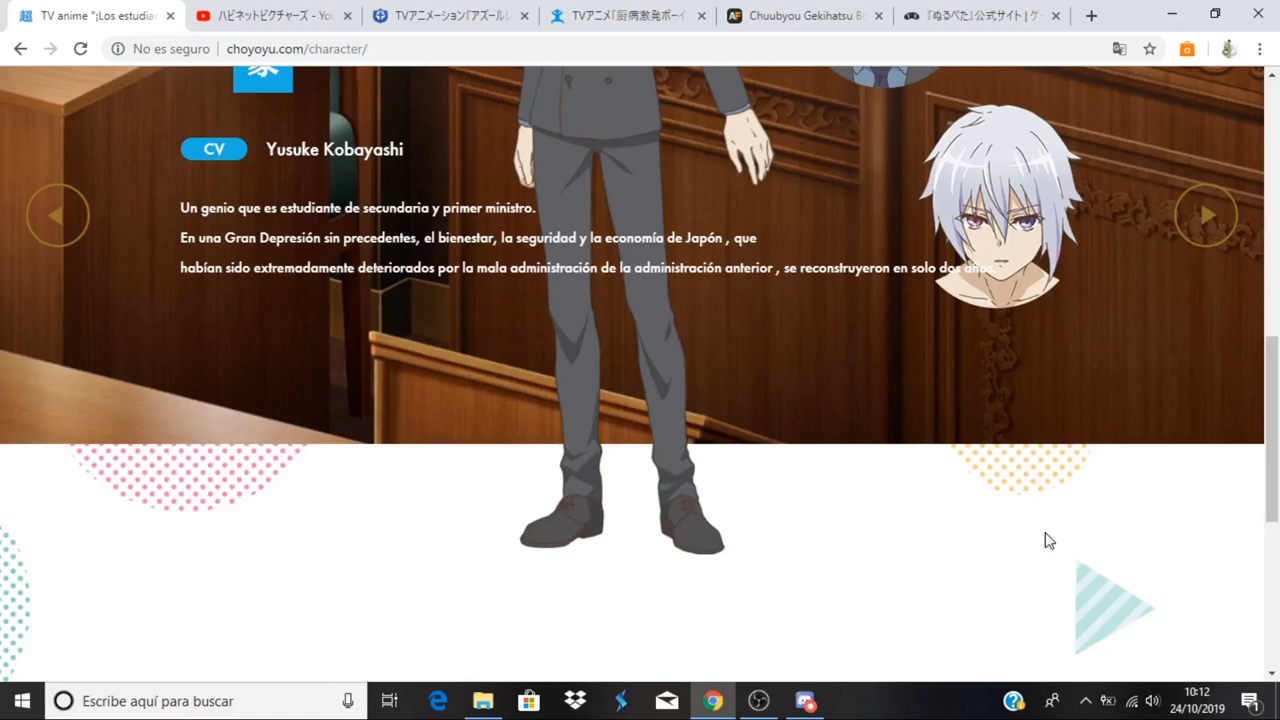 超 TV anime "¡Los estudia
ハピネットピクチャーズ - You
TVアニメーション「アズールレ
TVアニメ「厨病激発ボーイ
Chuubyou Gekihatsu Bo
『ぬるぺた』公式サイト | ゲー
No es seguro
choyoyu.com/character/
家
CV Yusuke Kobayashi
Un genio que es estudiante de secundaria y primer ministro.
En una Gran Depresión sin precedentes, el bienestar, la seguridad y la economía de Japón , que
habían sido extremadamente deteriorados por la mala administración de la administración anterior , se reconstruyeron en solo dos años.
Escribe aquí para buscar
10:12
24/10/2019